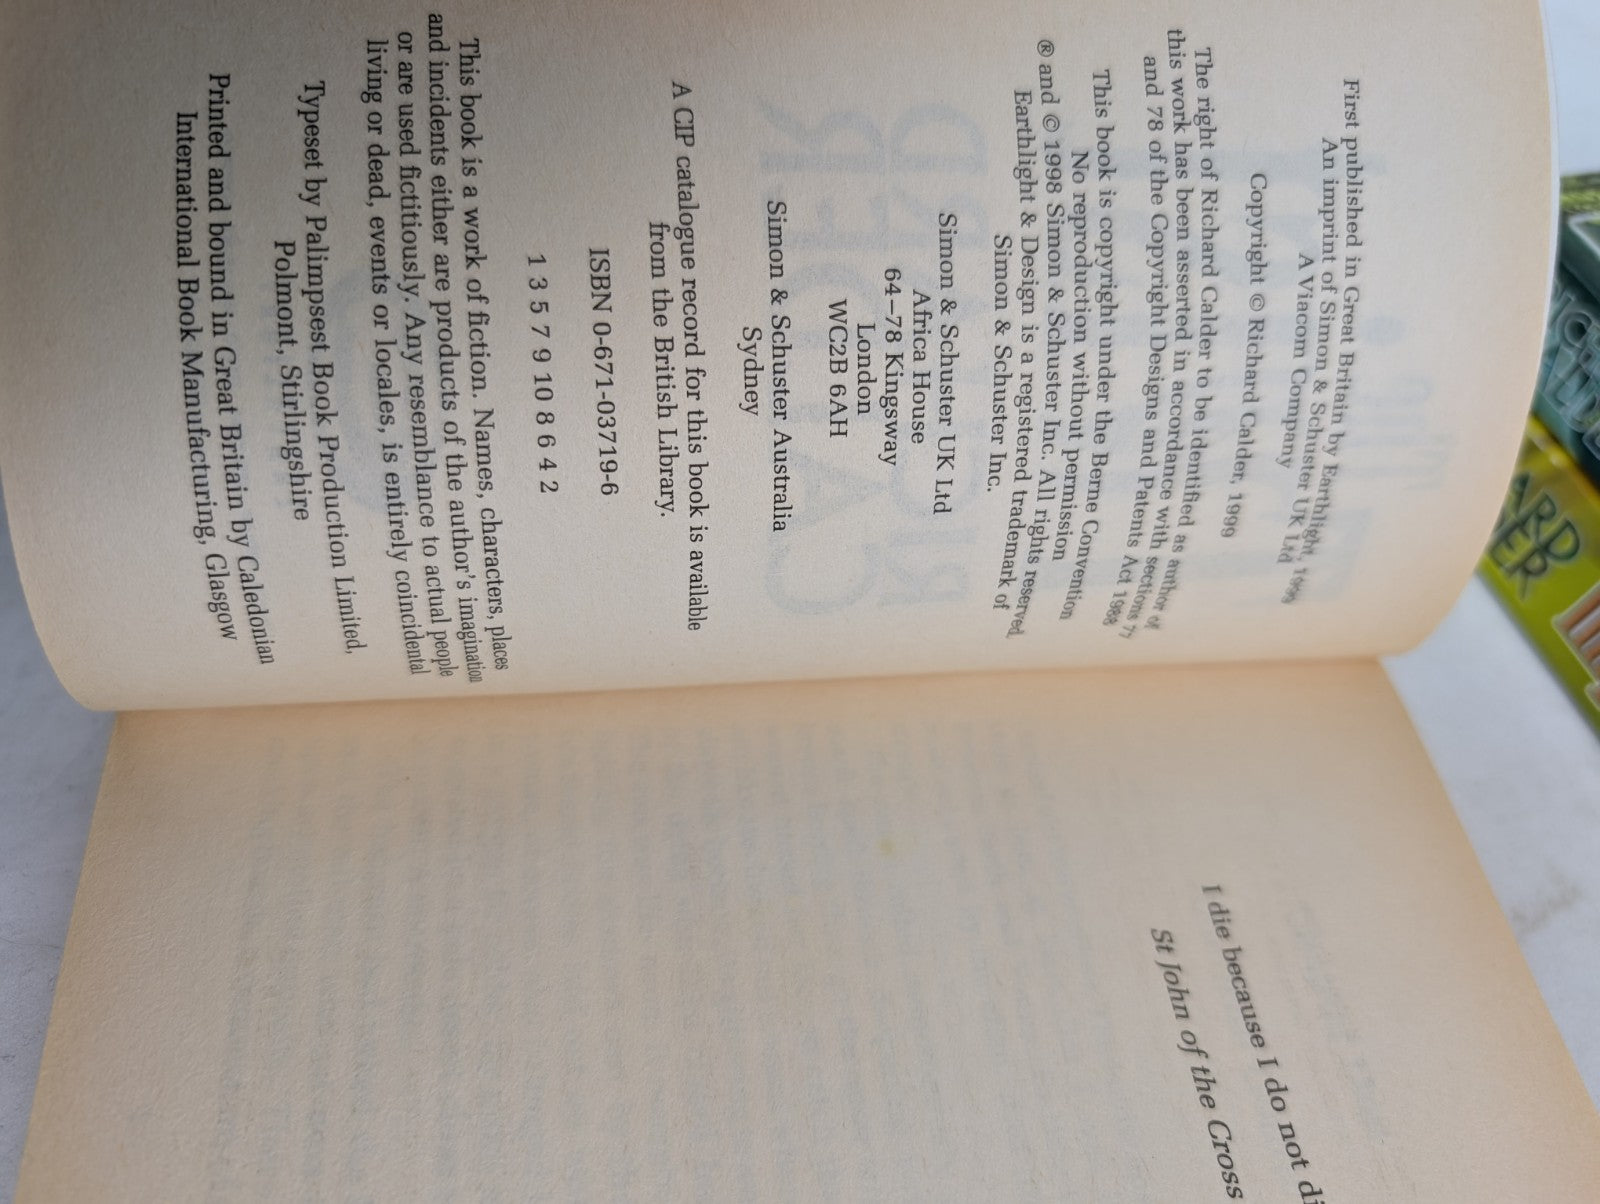 First published in Great Britain by Earthlight, 1999
An imprint of Simon & Schuster UK Ltd
A Viacom Company
Copyright © Richard Calder, 1999
The right of Richard Calder to be identified as author of
this work has been asserted in accordance with sections 77
and 78 of the Copyright Designs and Patents Act 1988
This book is copyright under the Berne Convention
No reproduction without permission
® and © 1998 Simon & Schuster Inc. All rights reserved
Earthlight & Design is a registered trademark of
Simon & Schuster Inc.
Simon & Schuster UK Ltd
Africa House
64–78 Kingsway
London
WC2B 6AH
Simon & Schuster Australia
Sydney
A CIP catalogue record for this book is available
from the British Library.
ISBN 0-671-03719-6
1 3 5 7 9 10 8 6 4 2
This book is a work of fiction. Names, characters, places
and incidents either are products of the author's imagination
or are used fictitiously. Any resemblance to actual people
living or dead, events or locales, is entirely coincidental
Typeset by Palimpsest Book Production Limited,
Polmont, Stirlingshire
Printed and bound in Great Britain by Caledonian
International Book Manufacturing, Glasgow
I die because I do not
St John of the Cross